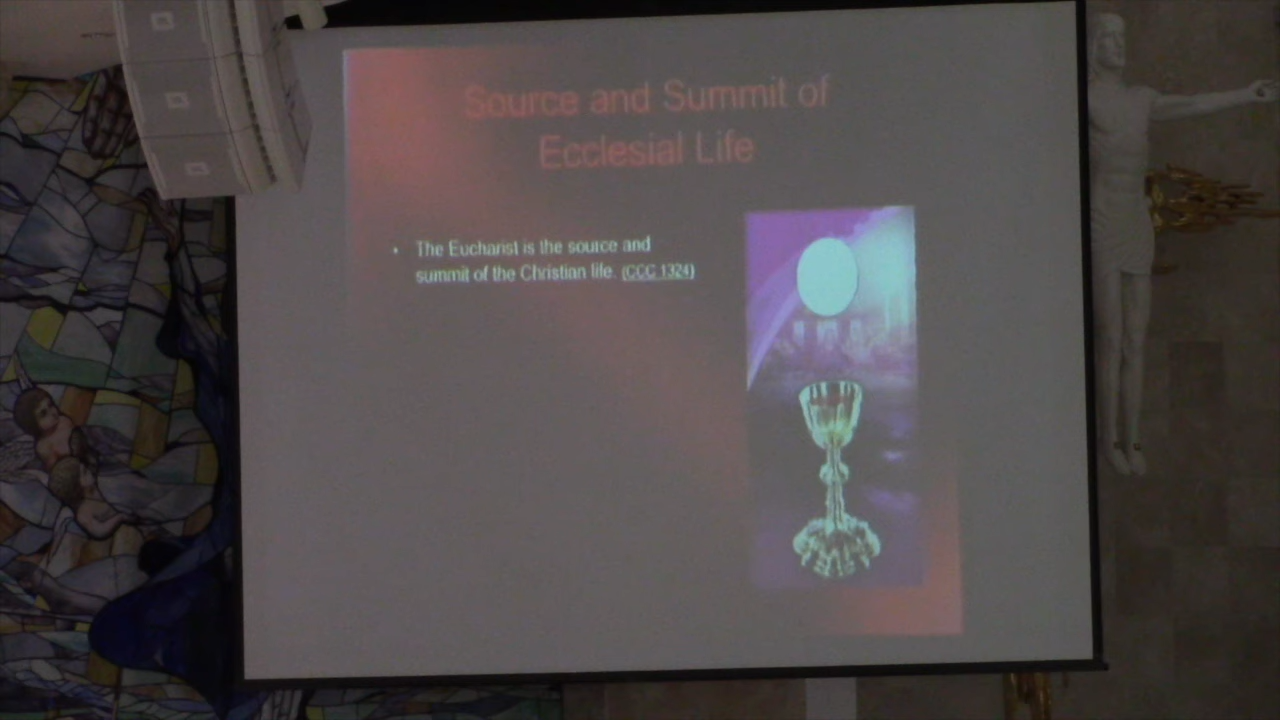 Source and Summit of
Ecclesial Life
• The Eucharist is the source and
summit of the Christian life. (CCC 1324)